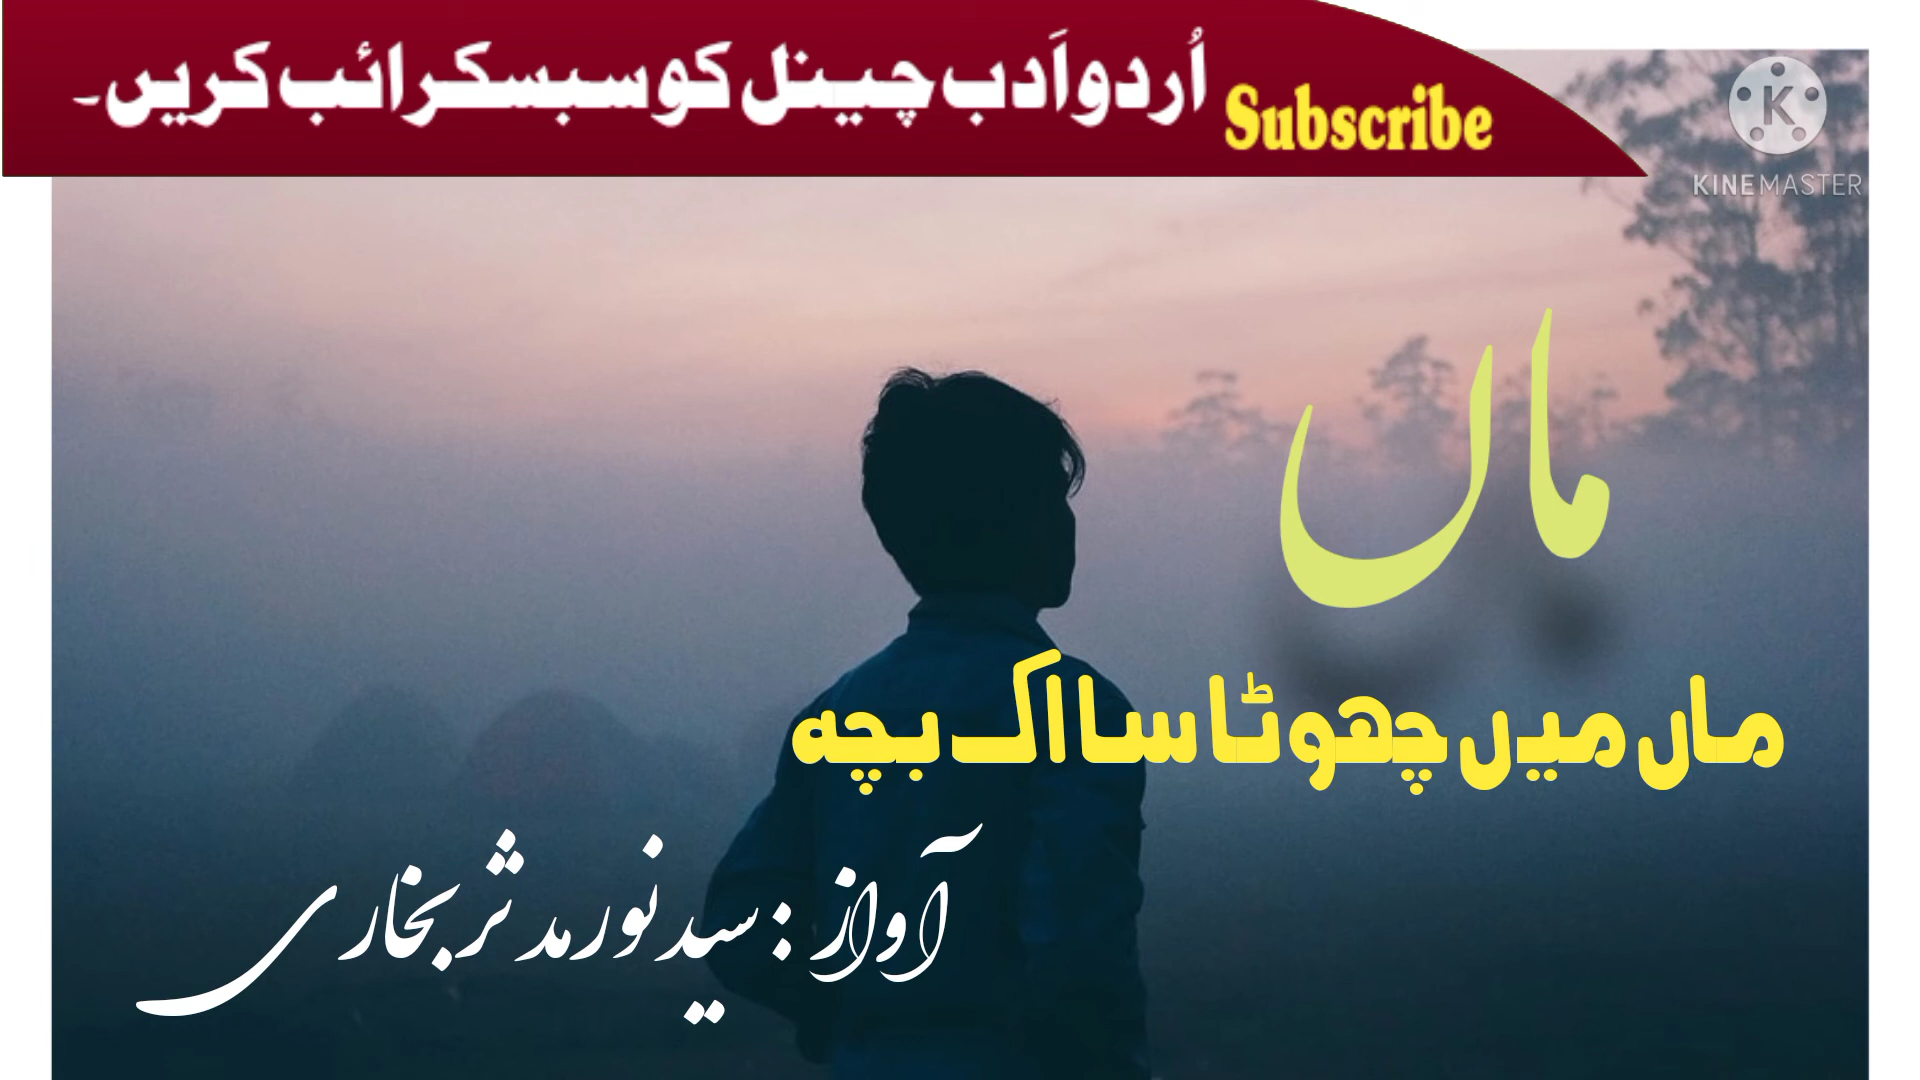 اُردو اَدب چینل کو سبسکرائب کریں۔
Subscribe
K
KINEMASTER
ماں
ماں میں چھوٹا سا اک بچہ
آواز : سید نور مدثر بخاری